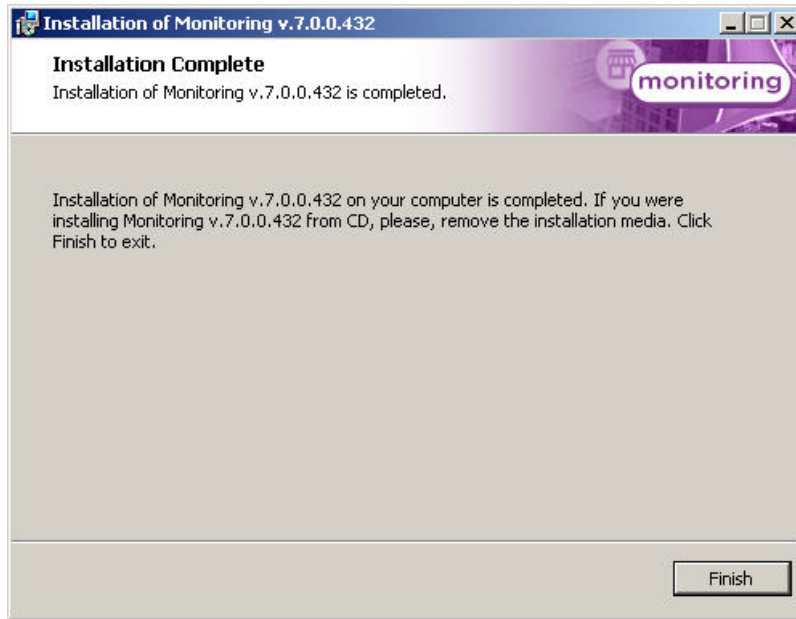 Installation of Monitoring v.7.0.0.432
Installation Complete
Installation of Monitoring v.7.0.0.432 is completed.
monitoring
Installation of Monitoring v.7.0.0.432 on your computer is completed. If you were
installing Monitoring v.7.0.0.432 from CD, please, remove the installation media. Click
Finish to exit.
Finish